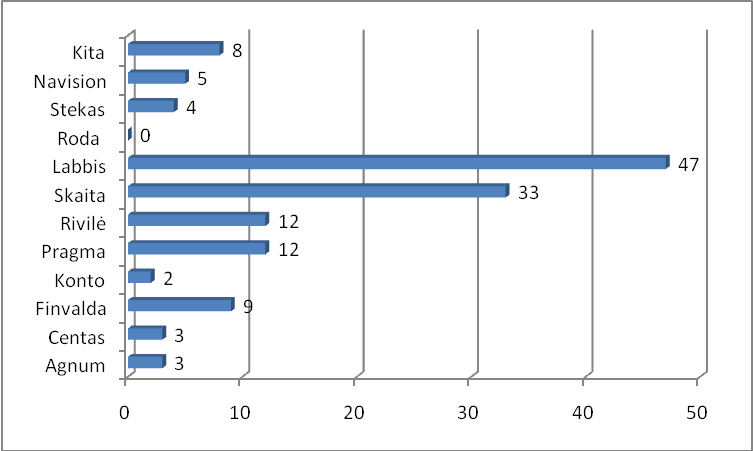 Kita 8
Navision 5
Stekas 4
Roda 0
Labbis 47
Skaita 33
Rivilė 12
Pragma 12
Konto 2
Finvalda 9
Centas 3
Agnum 3
0 10 20 30 40 50